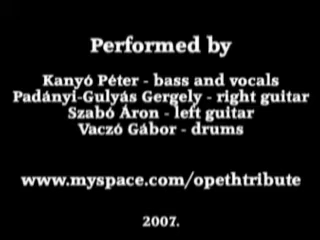 Performed by
Kanyó Péter - bass and vocals
Padányi-Gulyás Gergely - right guitar
Szabó Áron - left guitar
Vaczó Gábor - drums
www.myspace.com/opethtribute
2007.